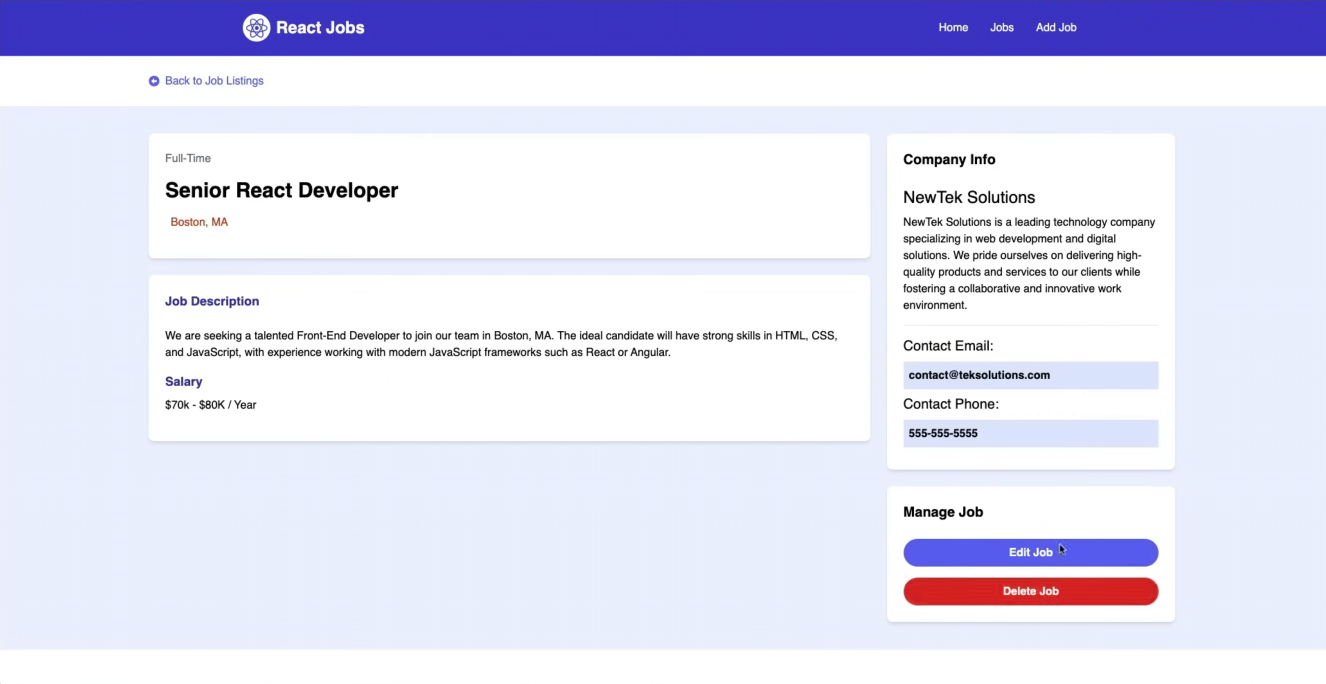 React Jobs
Home Jobs Add Job
Back to Job Listings
Full-Time
Senior React Developer
Boston, MA
Job Description
We are seeking a talented Front-End Developer to join our team in Boston, MA. The ideal candidate will have strong skills in HTML, CSS,
and JavaScript, with experience working with modern JavaScript frameworks such as React or Angular.
Salary
$70k - $80K / Year
Company Info
NewTek Solutions
NewTek Solutions is a leading technology company
specializing in web development and digital
solutions. We pride ourselves on delivering high-
quality products and services to our clients while
fostering a collaborative and innovative work
environment.
Contact Email:
contact@teksolutions.com
Contact Phone:
555-555-5555
Manage Job
Edit Job
Delete Job